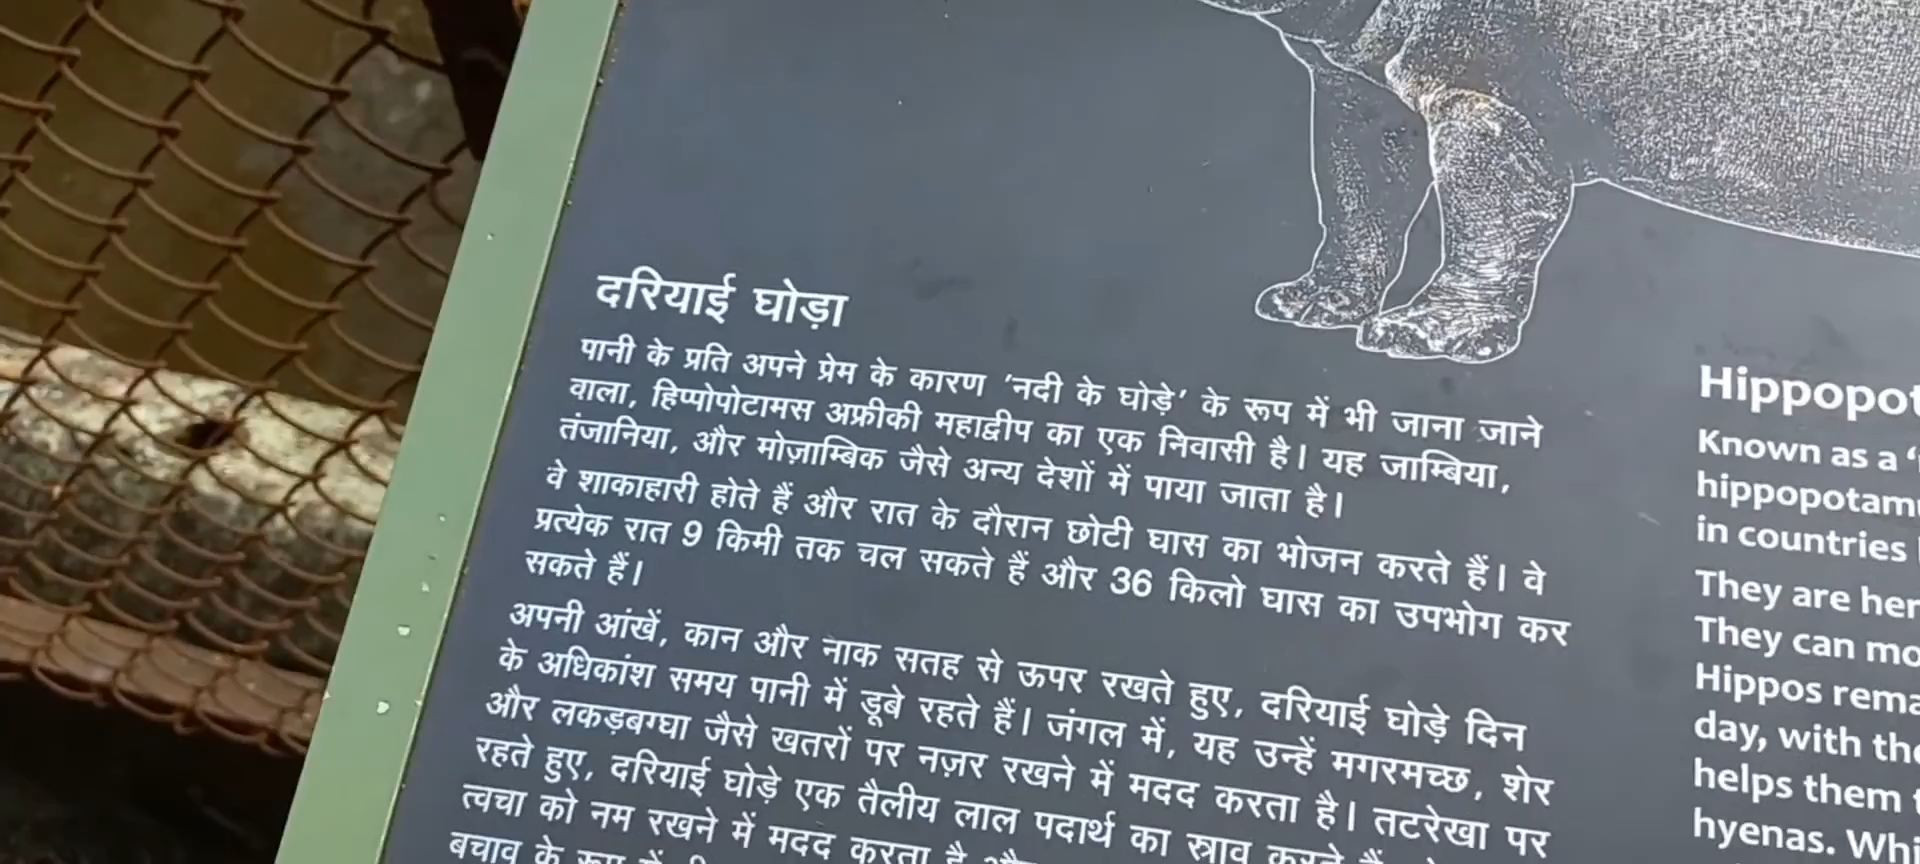 दरियाई घोड़ा
पानी के प्रति अपने प्रेम के कारण 'नदी के घोड़े' के रूप में भी जाना जाने
वाला, हिप्पोपोटामस अफ्रीकी महाद्वीप का एक निवासी है। यह जाम्बिया,
तंजानिया, और मोज़ाम्बिक जैसे अन्य देशों में पाया जाता है।
वे शाकाहारी होते हैं और रात के दौरान छोटी घास का भोजन करते हैं। वे
प्रत्येक रात 9 किमी तक चल सकते हैं और 36 किलो घास का उपभोग कर
सकते हैं।
अपनी आंखें, कान और नाक सतह से ऊपर रखते हुए, दरियाई घोड़े दिन
के अधिकांश समय पानी में डूबे रहते हैं। जंगल में, यह उन्हें मगरमच्छ, शेर
और लकड़बग्घा जैसे खतरों पर नज़र रखने में मदद करता है। तटरेखा पर
रहते हुए, दरियाई घोड़े एक तैलीय लाल पदार्थ का स्राव करते हैं
त्वचा को नम रखने में मदद करता है
बचाव के रूप में
Hippopot
Known as a
hippopotam
in countries
They are her
They can mo
Hippos rema
day, with the
helps them
hyenas. Whi